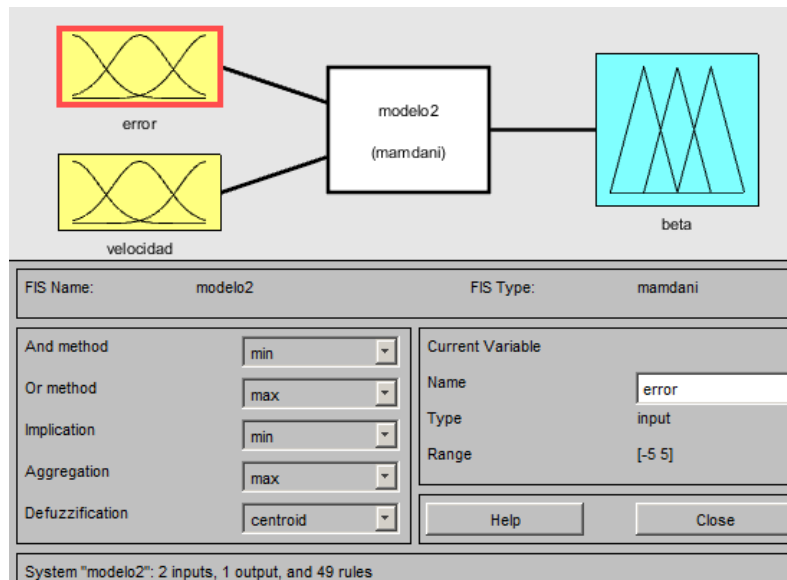 error
modelo2
(mamdani)
velocidad
beta
FIS Name: modelo2 FIS Type: mamdani
And method min
Or method max
Implication min
Aggregation max
Defuzzification centroid
Current Variable
Name error
Type input
Range [-5 5]
Help Close
System "modelo2": 2 inputs, 1 output, and 49 rules